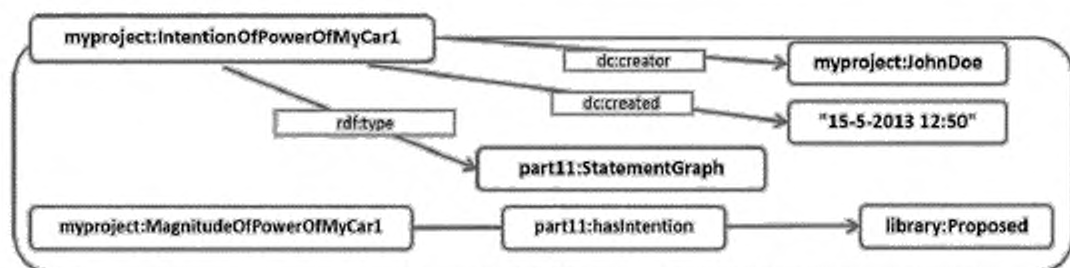 myproject:IntentionOfPowerOfMyCar1
dc:creator
myproject:JohnDoe
dc:created
"15-5-2013 12:50"
rdf:type
part11:StatementGraph
myproject:MagnitudeOfPowerOfMyCar1
part11:hasIntention
library:Proposed